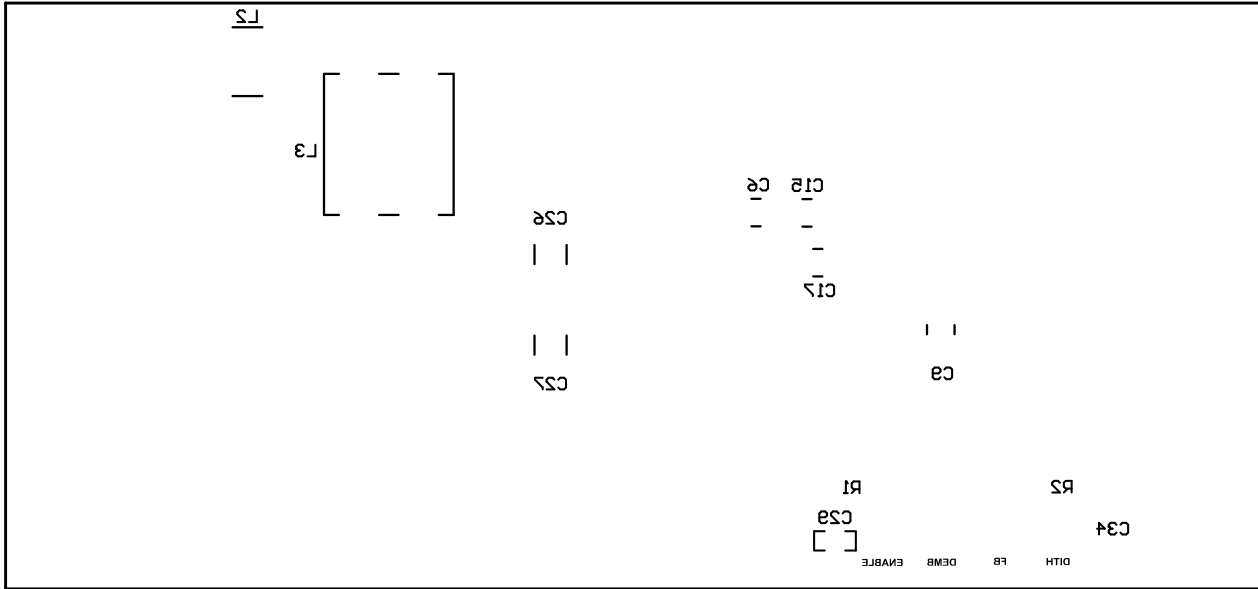 L2
L3
C6 C15
C26
C17
C9
C27
R1 R2
C29
C34
ENABLE DEMB FB DITH